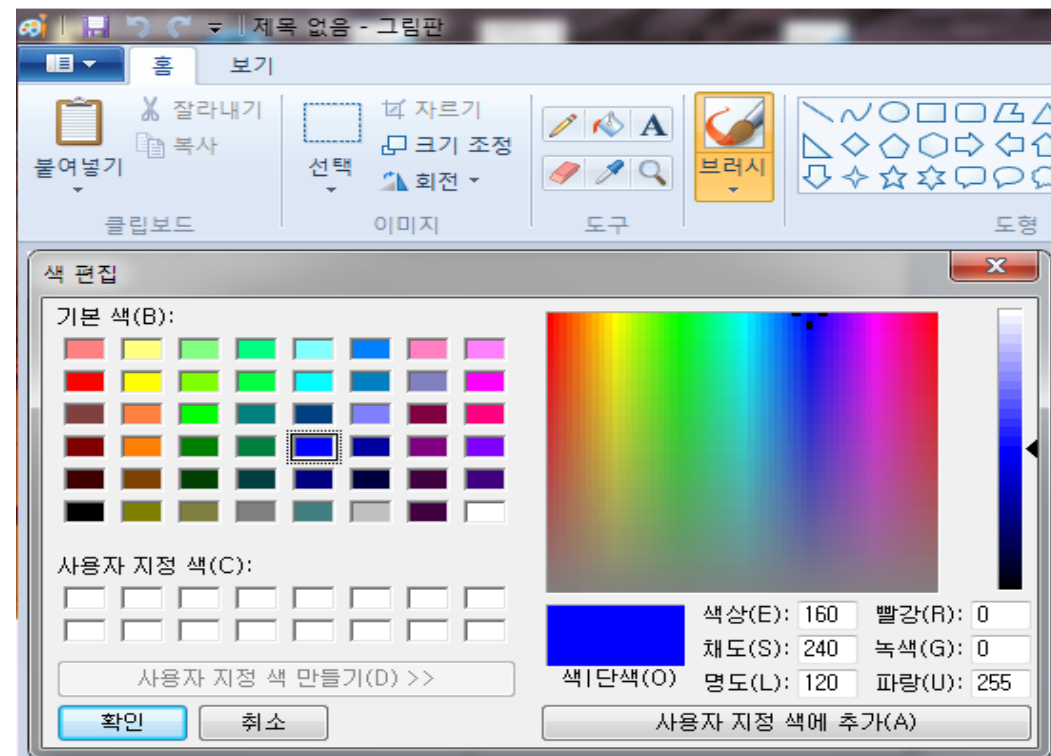 제목 없음 - 그림판
홈 보기
잘라내기
복사
붙여넣기
클립보드
자르기
크기 조정
회전
선택
이미지
A
도구
브러시
도형
색 편집
기본 색(B):
사용자 지정 색(C):
사용자 지정 색 만들기(D) >>
확인 취소
색|단색(O)
색상(E): 160 빨강(R): 0
채도(S): 240 녹색(G): 0
명도(L): 120 파랑(U): 255
사용자 지정 색에 추가(A)